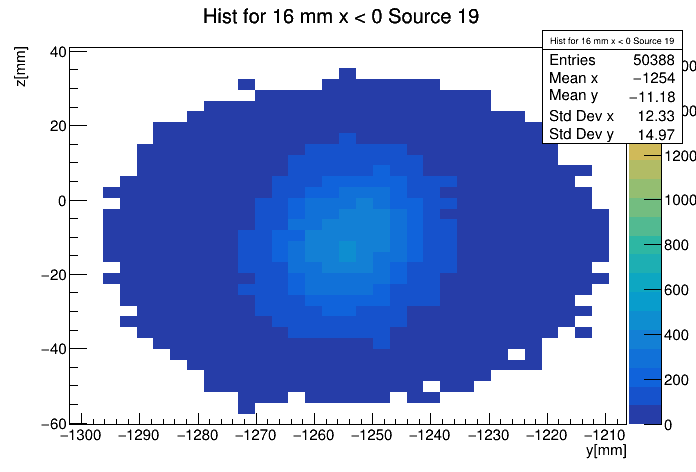 Hist for 16 mm x < 0 Source 19
Hist for 16 mm x < 0 Source 19
Entries 50388
Mean x −1254
Mean y −11.18
Std Dev x 12.33
Std Dev y 14.97
z[mm]
40
20
0
−20
−40
−60
−1300 −1290 −1280 −1270 −1260 −1250 −1240 −1230 −1220 −1210
y[mm]
1200
1000
800
600
400
200
0